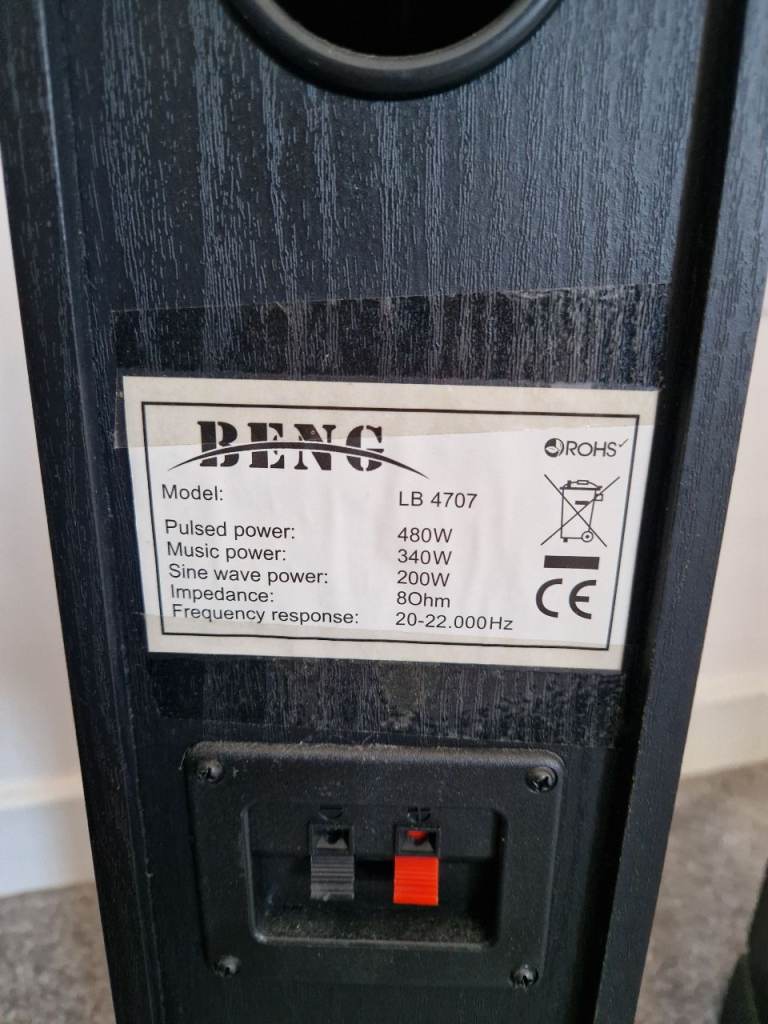 BENG
ROHS
Model: LB 4707
Pulsed power: 480W
Music power: 340W
Sine wave power: 200W
Impedance: 8Ohm
Frequency response: 20-22.000Hz
CE
- +